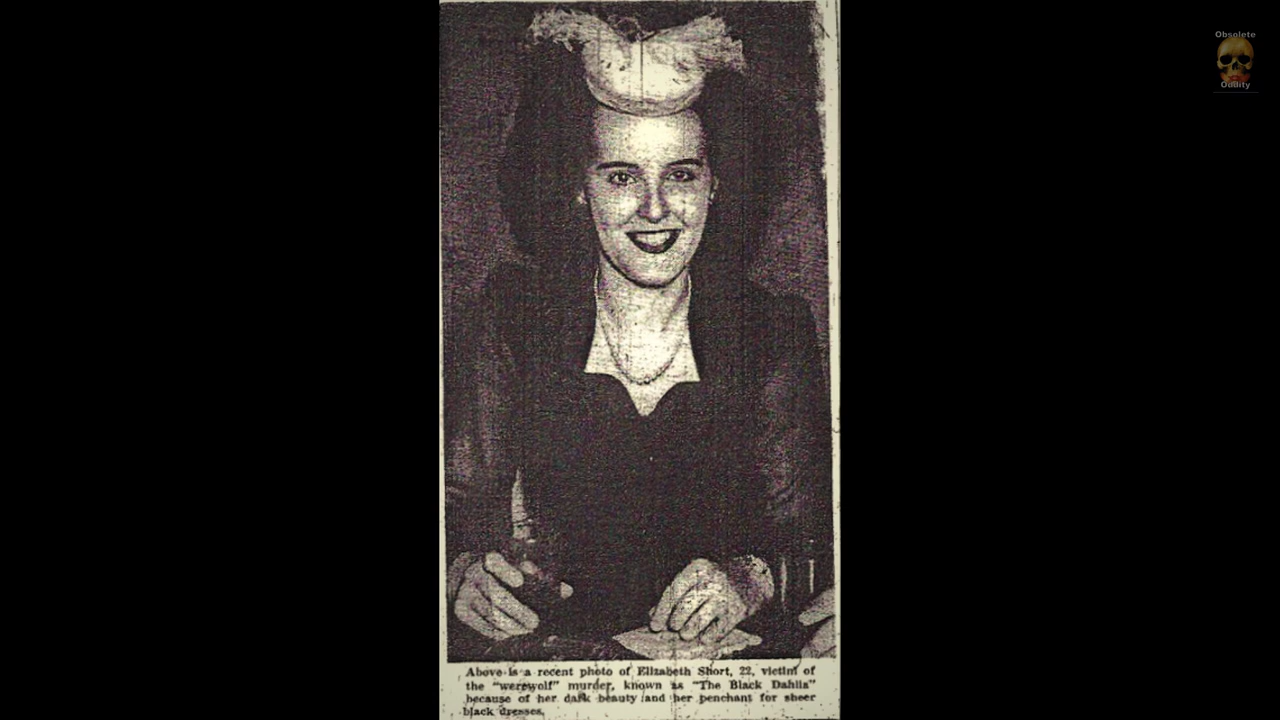 Obsolete
Oddity
Above is a recent photo of Elizabeth Short, 22, victim of
the "werewolf" murder, known as "The Black Dahlia"
because of her dark beauty and her penchant for sheer
black dresses.